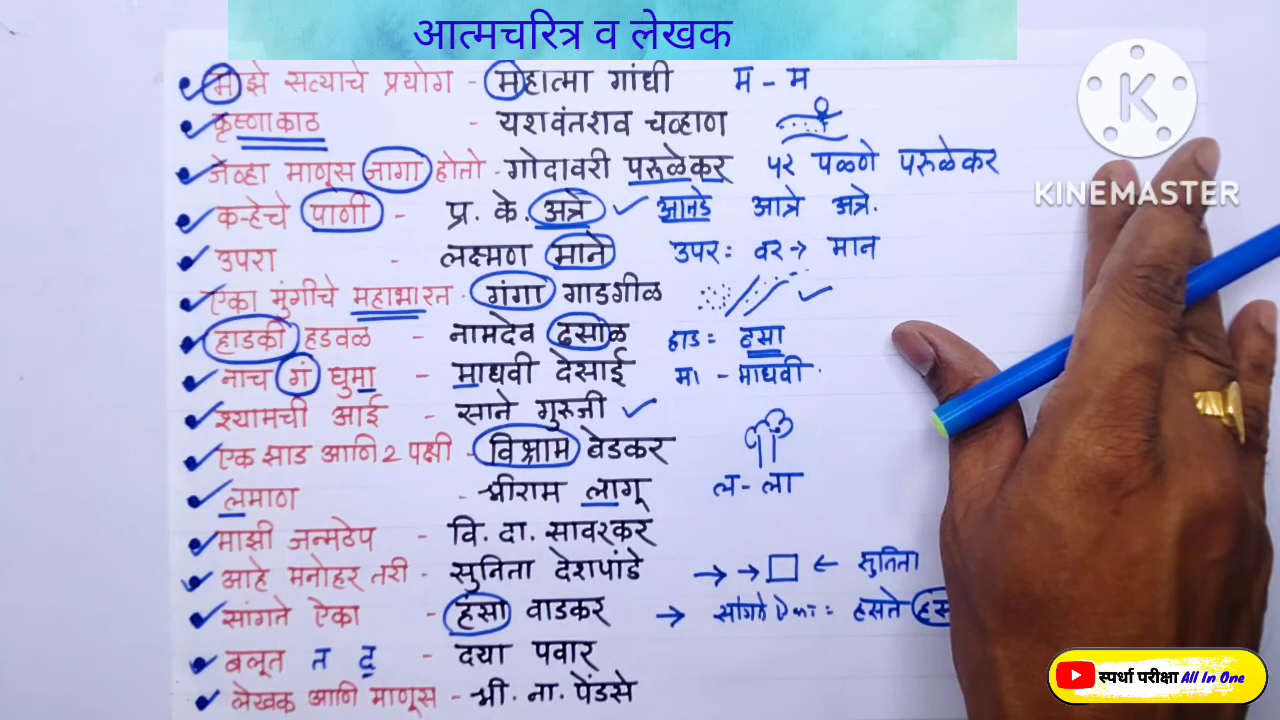 आत्मचरित्र व लेखक
माझे सत्याचे प्रयोग - महात्मा गांधी म - म
कृष्णाकाठ - यशवंतराव चव्हाण
जेव्हा माणूस जागा होतो - गोदावरी परूळेकर पर पळणे परूळेकर
कऱ्हेचे पाणी - प्र. के. अत्रे आनडे आत्रे अत्रे.
उपरा - लक्ष्मण माने उपर: वर → मान
एका मुंगीचे महाभारत - गंगा गाडगीळ
हाडकी हडवळ - नामदेव ढसाळ हाड: ढसा
नाच गं घुमा - माधवी देसाई मा - माधवी
श्यामची आई - साने गुरूजी
एक झाड आणि 2 पक्षी - विश्राम बेडेकर
लमाण - श्रीराम लागू ल - ला
माझी जन्मठेप - वि. दा. सावरकर
आहे मनोहर तरी - सुनिता देशपांडे → → ← सुनिता
सांगते ऐका - हंसा वाडकर → सांगते = हसते हंस
बलूत त द - दया पवार
लेखक आणि माणूस - श्री. ना. पेंडसे
K
KINEMASTER
स्पर्धा परीक्षा All In One